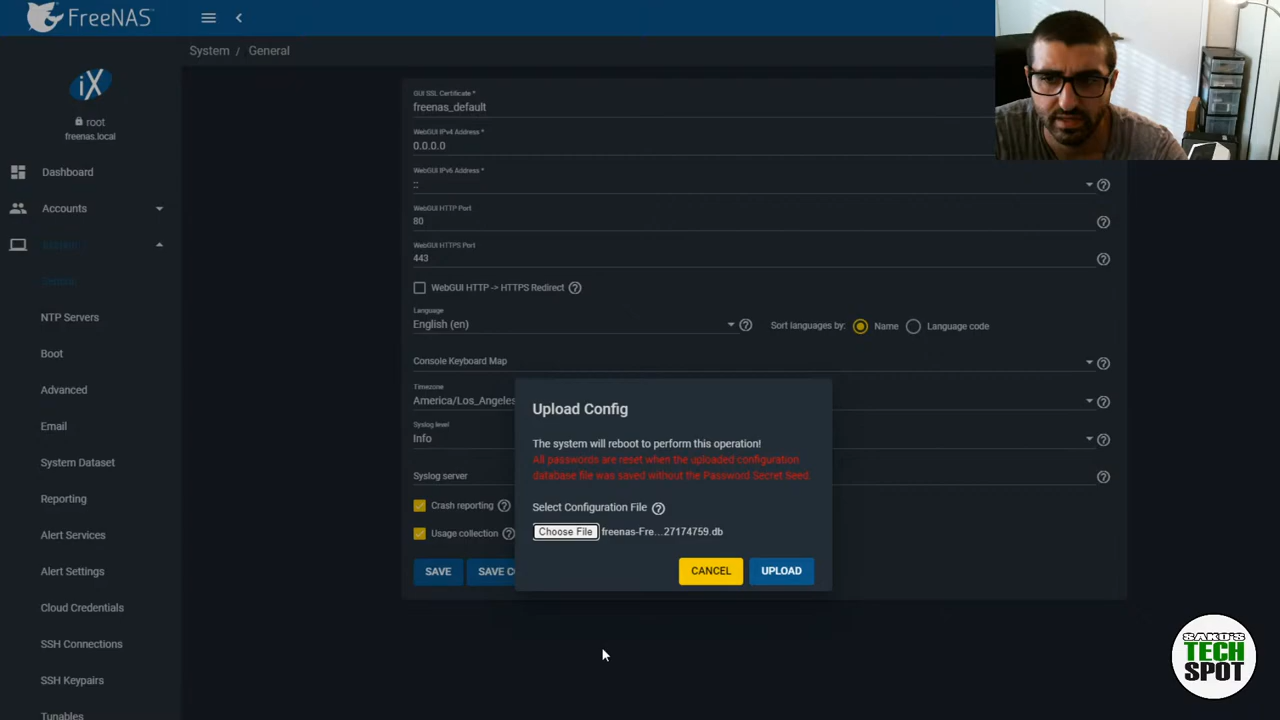 FreeNAS
System / General
iX
root
freenas.local
Dashboard
Accounts
System
General
NTP Servers
Boot
Advanced
Email
System Dataset
Reporting
Alert Services
Alert Settings
Cloud Credentials
SSH Connections
SSH Keypairs
Tunables
GUI SSL Certificate *
freenas_default
WebGUI IPv4 Address *
0.0.0.0
WebGUI IPv6 Address *
::
WebGUI HTTP Port
80
WebGUI HTTPS Port
443
WebGUI HTTP -> HTTPS Redirect
Language
English (en)
Sort languages by: Name Language code
Console Keyboard Map
Timezone
America/Los_Angeles
Syslog level
Info
Syslog server
Crash reporting
Usage collection
SAVE SAVE CO
Upload Config
The system will reboot to perform this operation!
All passwords are reset when the uploaded configuration
database file was saved without the Password Secret Seed.
Select Configuration File
Choose File freenas-Fre...27174759.db
CANCEL UPLOAD
SAKO'S
TECH
SPOT